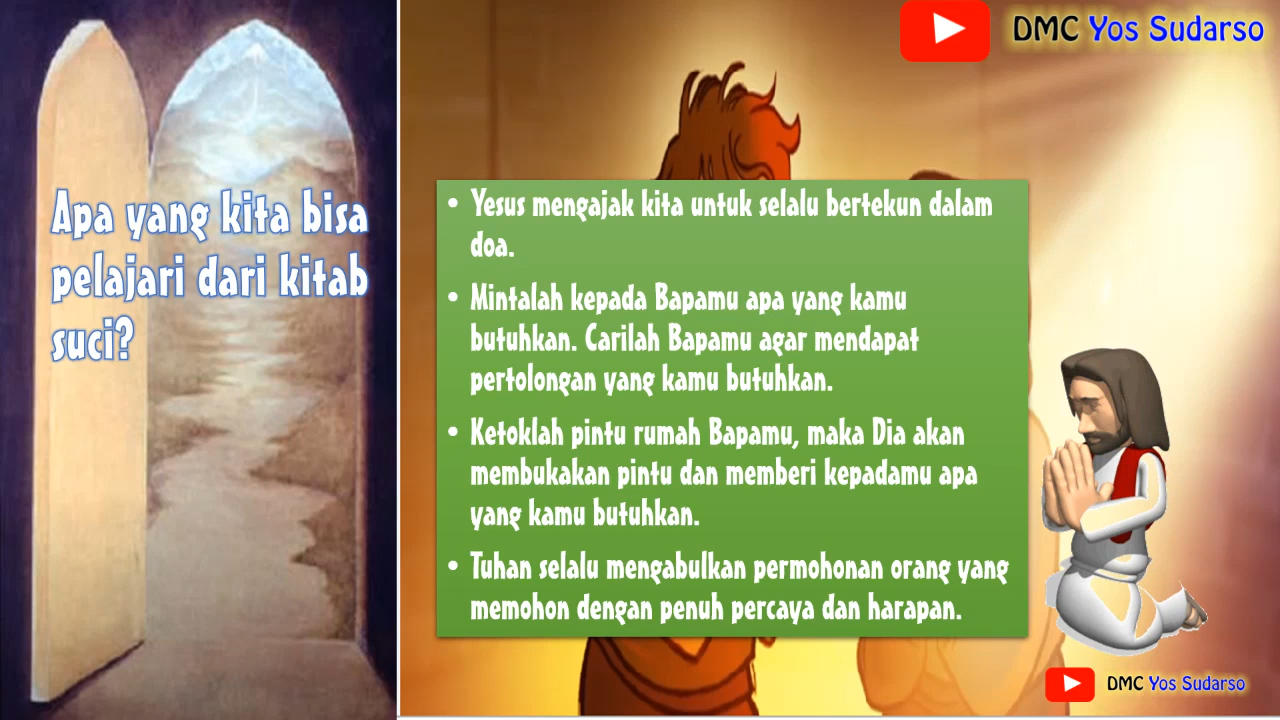 DMC Yos Sudarso
Apa yang kita bisa
pelajari dari kitab
suci?
• Yesus mengajak kita untuk selalu bertekun dalam
doa.
• Mintalah kepada Bapamu apa yang kamu
butuhkan. Carilah Bapamu agar mendapat
pertolongan yang kamu butuhkan.
• Ketoklah pintu rumah Bapamu, maka Dia akan
membukakan pintu dan memberi kepadamu apa
yang kamu butuhkan.
• Tuhan selalu mengabulkan permohonan orang yang
memohon dengan penuh percaya dan harapan.
DMC Yos Sudarso